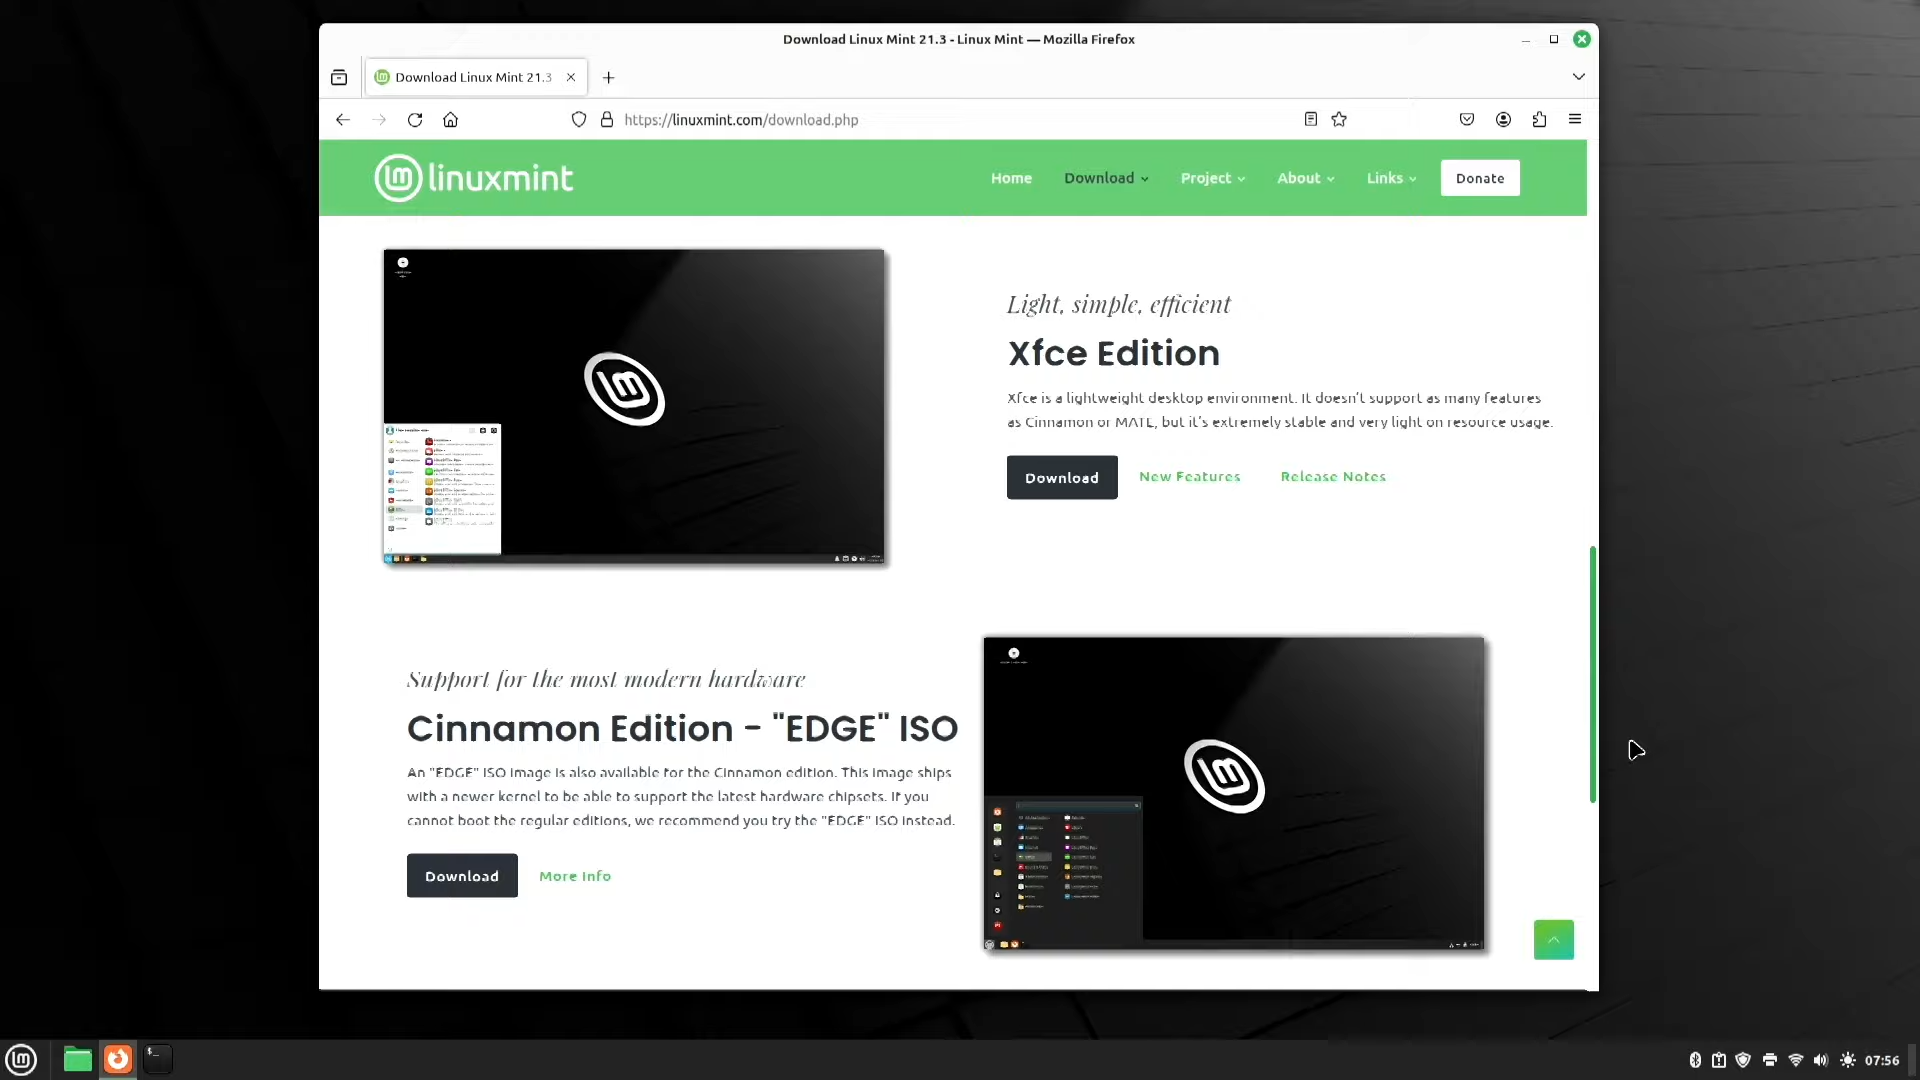 Download Linux Mint 21.3 - Linux Mint — Mozilla Firefox
Download Linux Mint 21.3
https://linuxmint.com/download.php
linuxmint
Home
Download
Project
About
Links
Donate
Light, simple, efficient
Xfce Edition
Xfce is a lightweight desktop environment. It doesn't support as many features
as Cinnamon or MATE, but it's extremely stable and very light on resource usage.
Download
New Features
Release Notes
Support for the most modern hardware
Cinnamon Edition - "EDGE" ISO
An "EDGE" ISO image is also available for the Cinnamon edition. This image ships
with a newer kernel to be able to support the latest hardware chipsets. If you
cannot boot the regular editions, we recommend you try the "EDGE" ISO instead.
Download
More Info
07:56